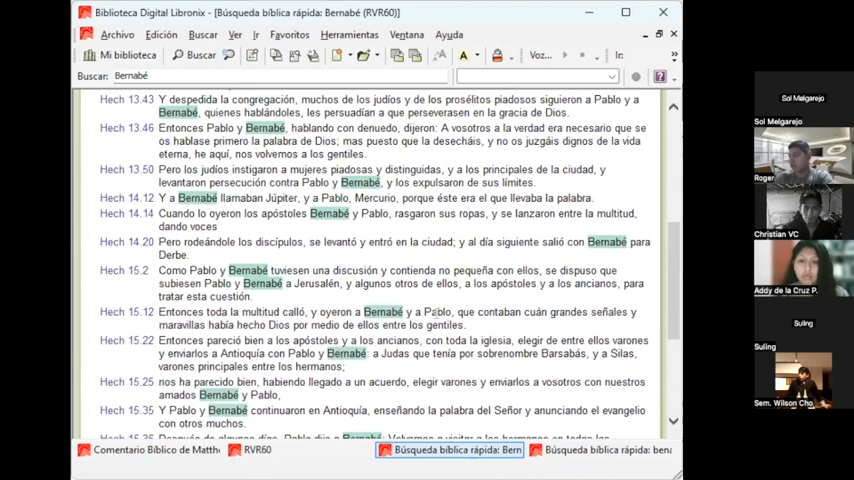 Biblioteca Digital Libronix - [Búsqueda bíblica rápida: Bernabé (RVR60)]
Archivo Edición Buscar Ver Ir Favoritos Herramientas Ventana Ayuda
Mi biblioteca Buscar Voz... Ir:
Buscar: Bernabé
Hech 13.43 Y despedida la congregación, muchos de los judíos y de los prosélitos piadosos siguieron a Pablo y a
Bernabé, quienes hablándoles, les persuadían a que perseverasen en la gracia de Dios.
Hech 13.46 Entonces Pablo y Bernabé, hablando con denuedo, dijeron: A vosotros a la verdad era necesario que se
os hablase primero la palabra de Dios; mas puesto que la desecháis, y no os juzgáis dignos de la vida
eterna, he aquí, nos volvemos a los gentiles.
Hech 13.50 Pero los judíos instigaron a mujeres piadosas y distinguidas, y a los principales de la ciudad, y
levantaron persecución contra Pablo y Bernabé, y los expulsaron de sus límites.
Hech 14.12 Y a Bernabé llamaban Júpiter, y a Pablo, Mercurio, porque éste era el que llevaba la palabra.
Hech 14.14 Cuando lo oyeron los apóstoles Bernabé y Pablo, rasgaron sus ropas, y se lanzaron entre la multitud,
dando voces
Hech 14.20 Pero rodeándole los discípulos, se levantó y entró en la ciudad; y al día siguiente salió con Bernabé para
Derbe.
Hech 15.2 Como Pablo y Bernabé tuviesen una discusión y contienda no pequeña con ellos, se dispuso que
subiesen Pablo y Bernabé a Jerusalén, y algunos otros de ellos, a los apóstoles y a los ancianos, para
tratar esta cuestión.
Hech 15.12 Entonces toda la multitud calló, y oyeron a Bernabé y a Pablo, que contaban cuán grandes señales y
maravillas había hecho Dios por medio de ellos entre los gentiles.
Hech 15.22 Entonces pareció bien a los apóstoles y a los ancianos, con toda la iglesia, elegir de entre ellos varones
y enviarlos a Antioquía con Pablo y Bernabé: a Judas que tenía por sobrenombre Barsabás, y a Silas,
varones principales entre los hermanos;
Hech 15.25 nos ha parecido bien, habiendo llegado a un acuerdo, elegir varones y enviarlos a vosotros con nuestros
amados Bernabé y Pablo,
Hech 15.35 Y Pablo y Bernabé continuaron en Antioquía, enseñando la palabra del Señor y anunciando el evangelio
con otros muchos.
Comentario Bíblico de Matthe RVR60 Búsqueda bíblica rápida: Bern Búsqueda bíblica rápida: bena
Sol Melgarejo
Sol Melgarejo
Roger
Christian VC
Addy de la Cruz P.
Suling
Suling
Sem. Wilson Cho